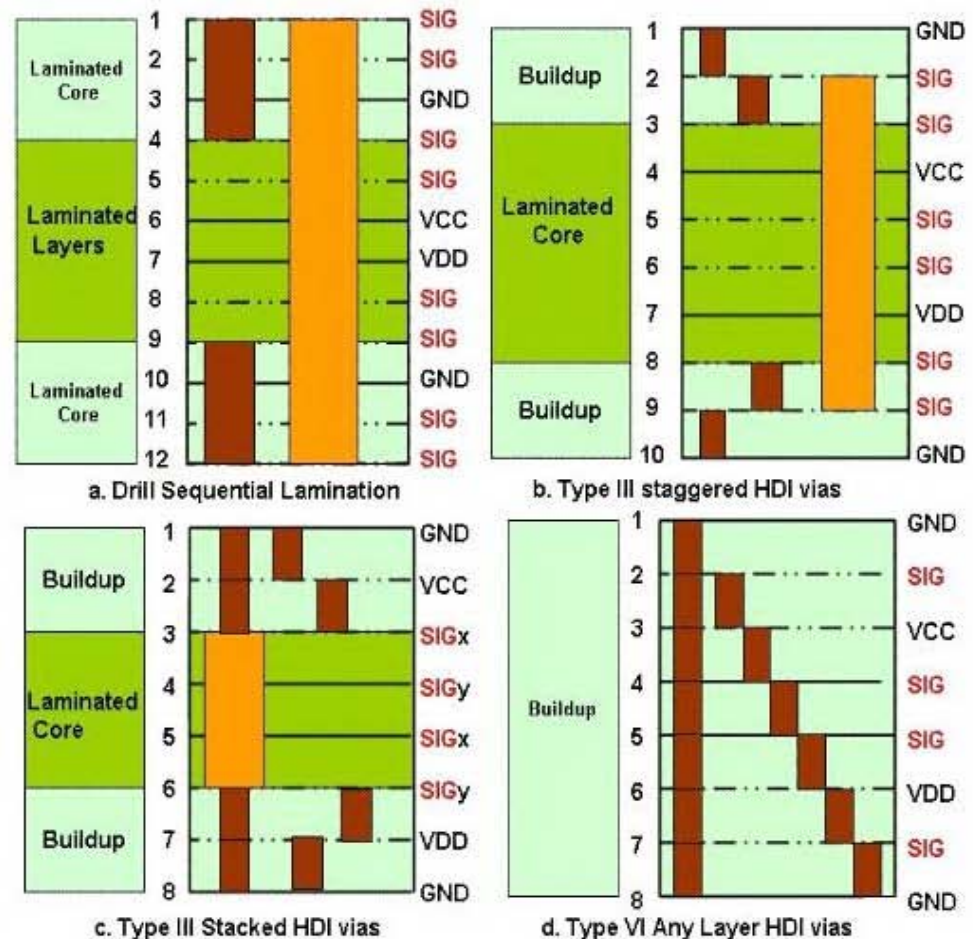 1 SIG
Laminated
Core
2 SIG
3 GND
4 SIG
5 SIG
Laminated
Layers
6 VCC
7 VDD
8 SIG
9 SIG
Laminated
Core
10 GND
11 SIG
12 SIG
a. Drill Sequential Lamination
1 GND
Buildup
2 SIG
3 SIG
4 VCC
Laminated
Core
5 SIG
6 SIG
7 VDD
8 SIG
Buildup
9 SIG
10 GND
b. Type III staggered HDI vias
1 GND
Buildup
2 VCC
3 SIGx
Laminated
Core
4 SIGy
5 SIGx
6 SIGy
Buildup
7 VDD
8 GND
c. Type III Stacked HDI vias
1 GND
2 SIG
3 VCC
4 SIG
Buildup
5 SIG
6 VDD
7 SIG
8 GND
d. Type VI Any Layer HDI vias